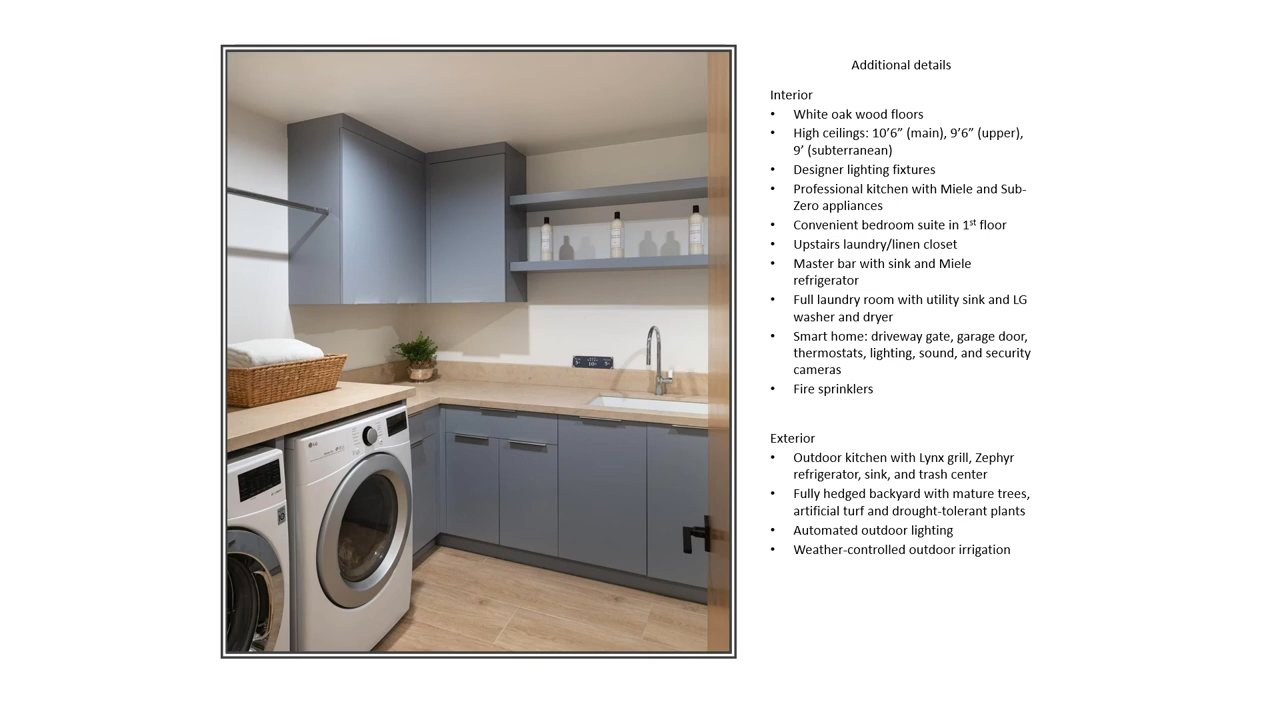 Additional details
Interior
• White oak wood floors
• High ceilings: 10’6” (main), 9’6” (upper),
9’ (subterranean)
• Designer lighting fixtures
• Professional kitchen with Miele and Sub-
Zero appliances
• Convenient bedroom suite in 1st floor
• Upstairs laundry/linen closet
• Master bar with sink and Miele
refrigerator
• Full laundry room with utility sink and LG
washer and dryer
• Smart home: driveway gate, garage door,
thermostats, lighting, sound, and security
cameras
• Fire sprinklers
Exterior
• Outdoor kitchen with Lynx grill, Zephyr
refrigerator, sink, and trash center
• Fully hedged backyard with mature trees,
artificial turf and drought-tolerant plants
• Automated outdoor lighting
• Weather-controlled outdoor irrigation
LG